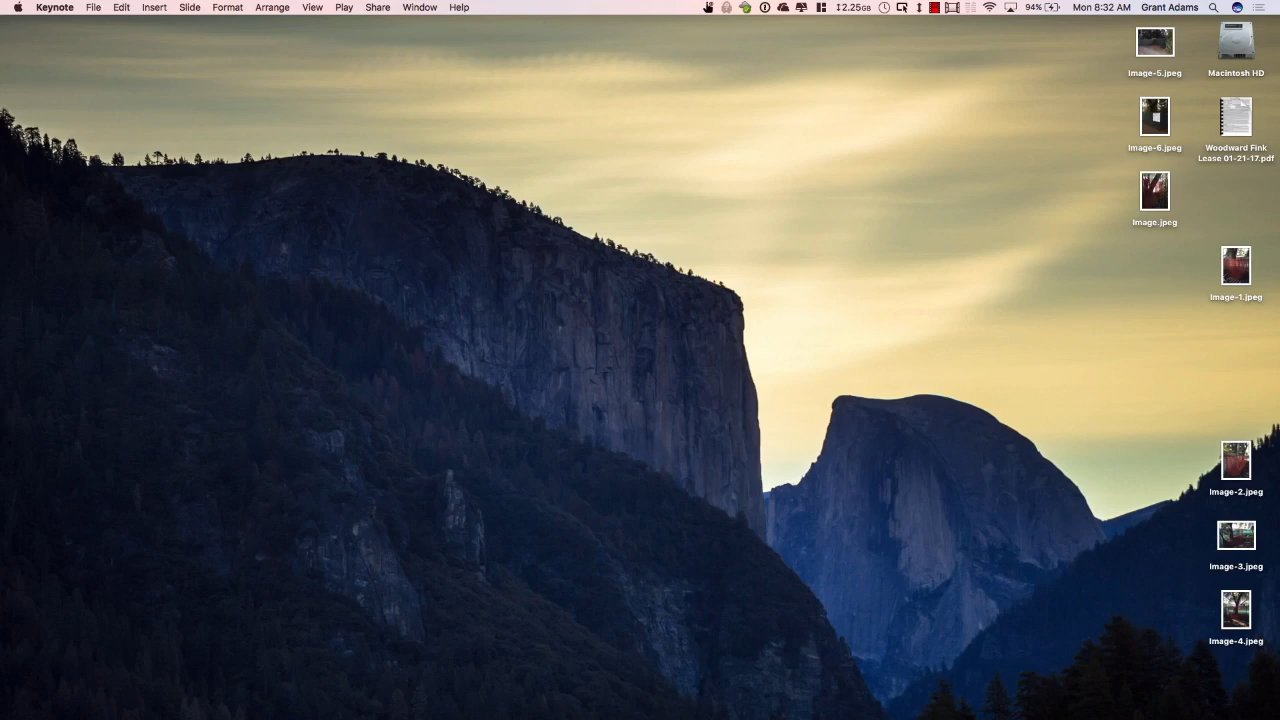 Keynote File Edit Insert Slide Format Arrange View Play Share Window Help 2.25GB 94% Mon 8:32 AM Grant Adams
Image-5.jpeg
Macintosh HD
Image-6.jpeg
Woodward Fink
Lease 01-21-17.pdf
Image.jpeg
Image-1.jpeg
Image-2.jpeg
Image-3.jpeg
Image-4.jpeg